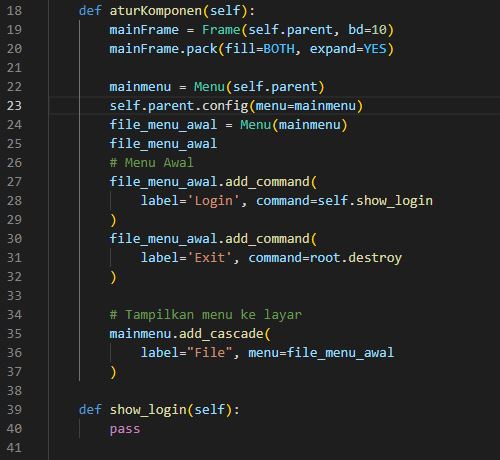 18 def aturKomponen(self):
19 mainFrame = Frame(self.parent, bd=10)
20 mainFrame.pack(fill=BOTH, expand=YES)
21
22 mainmenu = Menu(self.parent)
23 self.parent.config(menu=mainmenu)
24 file_menu_awal = Menu(mainmenu)
25 file_menu_awal
26 # Menu Awal
27 file_menu_awal.add_command(
28 label='Login', command=self.show_login
29 )
30 file_menu_awal.add_command(
31 label='Exit', command=root.destroy
32 )
33
34 # Tampilkan menu ke layar
35 mainmenu.add_cascade(
36 label="File", menu=file_menu_awal
37 )
38
39 def show_login(self):
40 pass
41